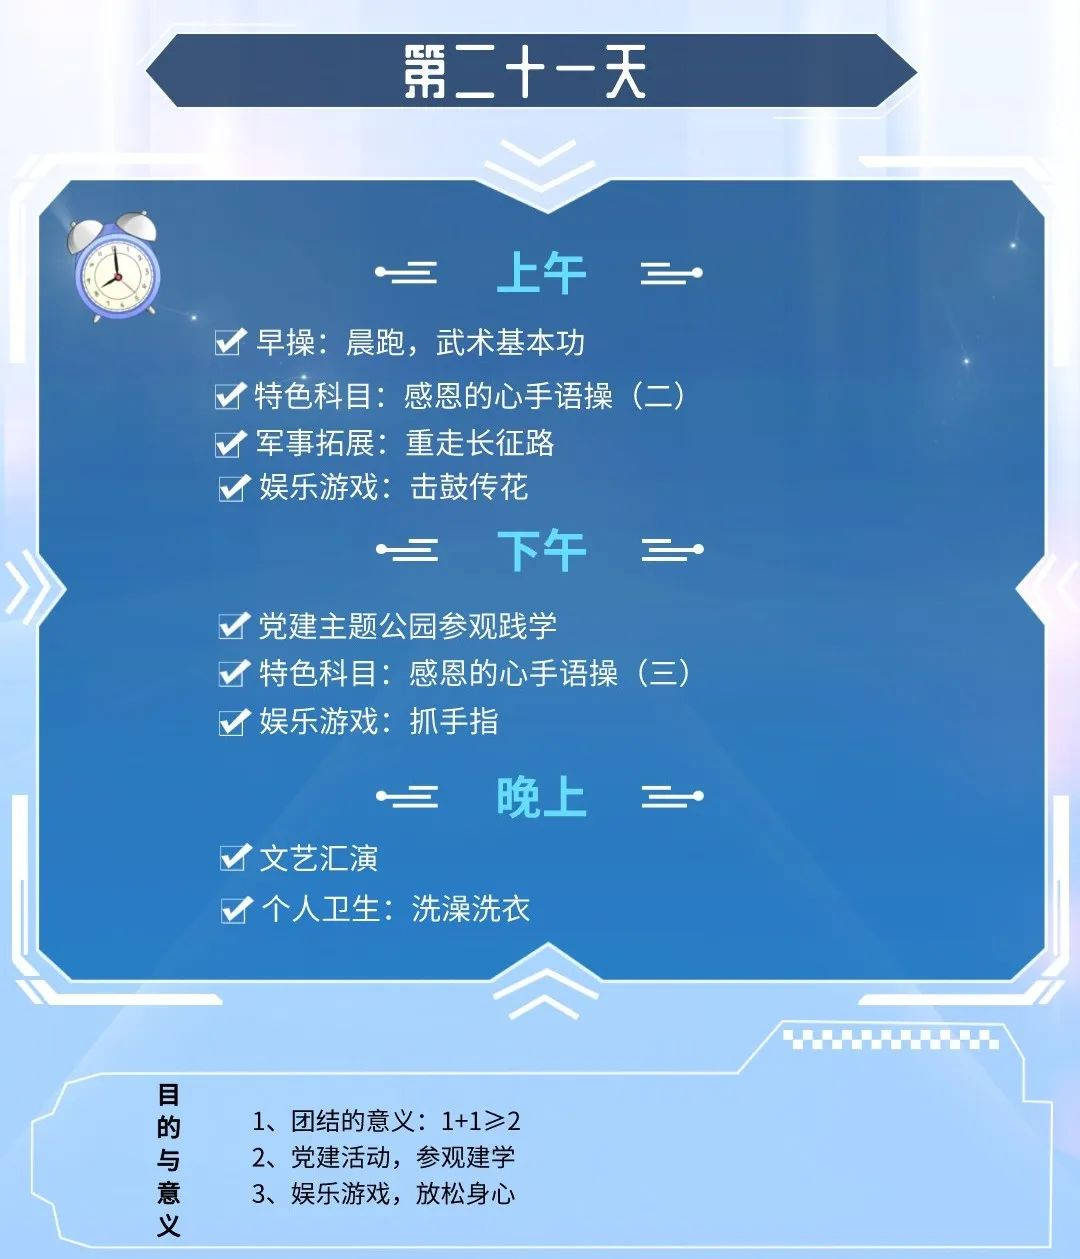 第二十一天
上午
早操：晨跑，武术基本功
特色科目：感恩的心手语操（二）
军事拓展：重走长征路
娱乐游戏：击鼓传花
下午
党建主题公园参观践学
特色科目：感恩的心手语操（三）
娱乐游戏：抓手指
晚上
文艺汇演
个人卫生：洗澡洗衣
目的与意义
1、团结的意义：1+1≥2
2、党建活动，参观建学
3、娱乐游戏，放松身心